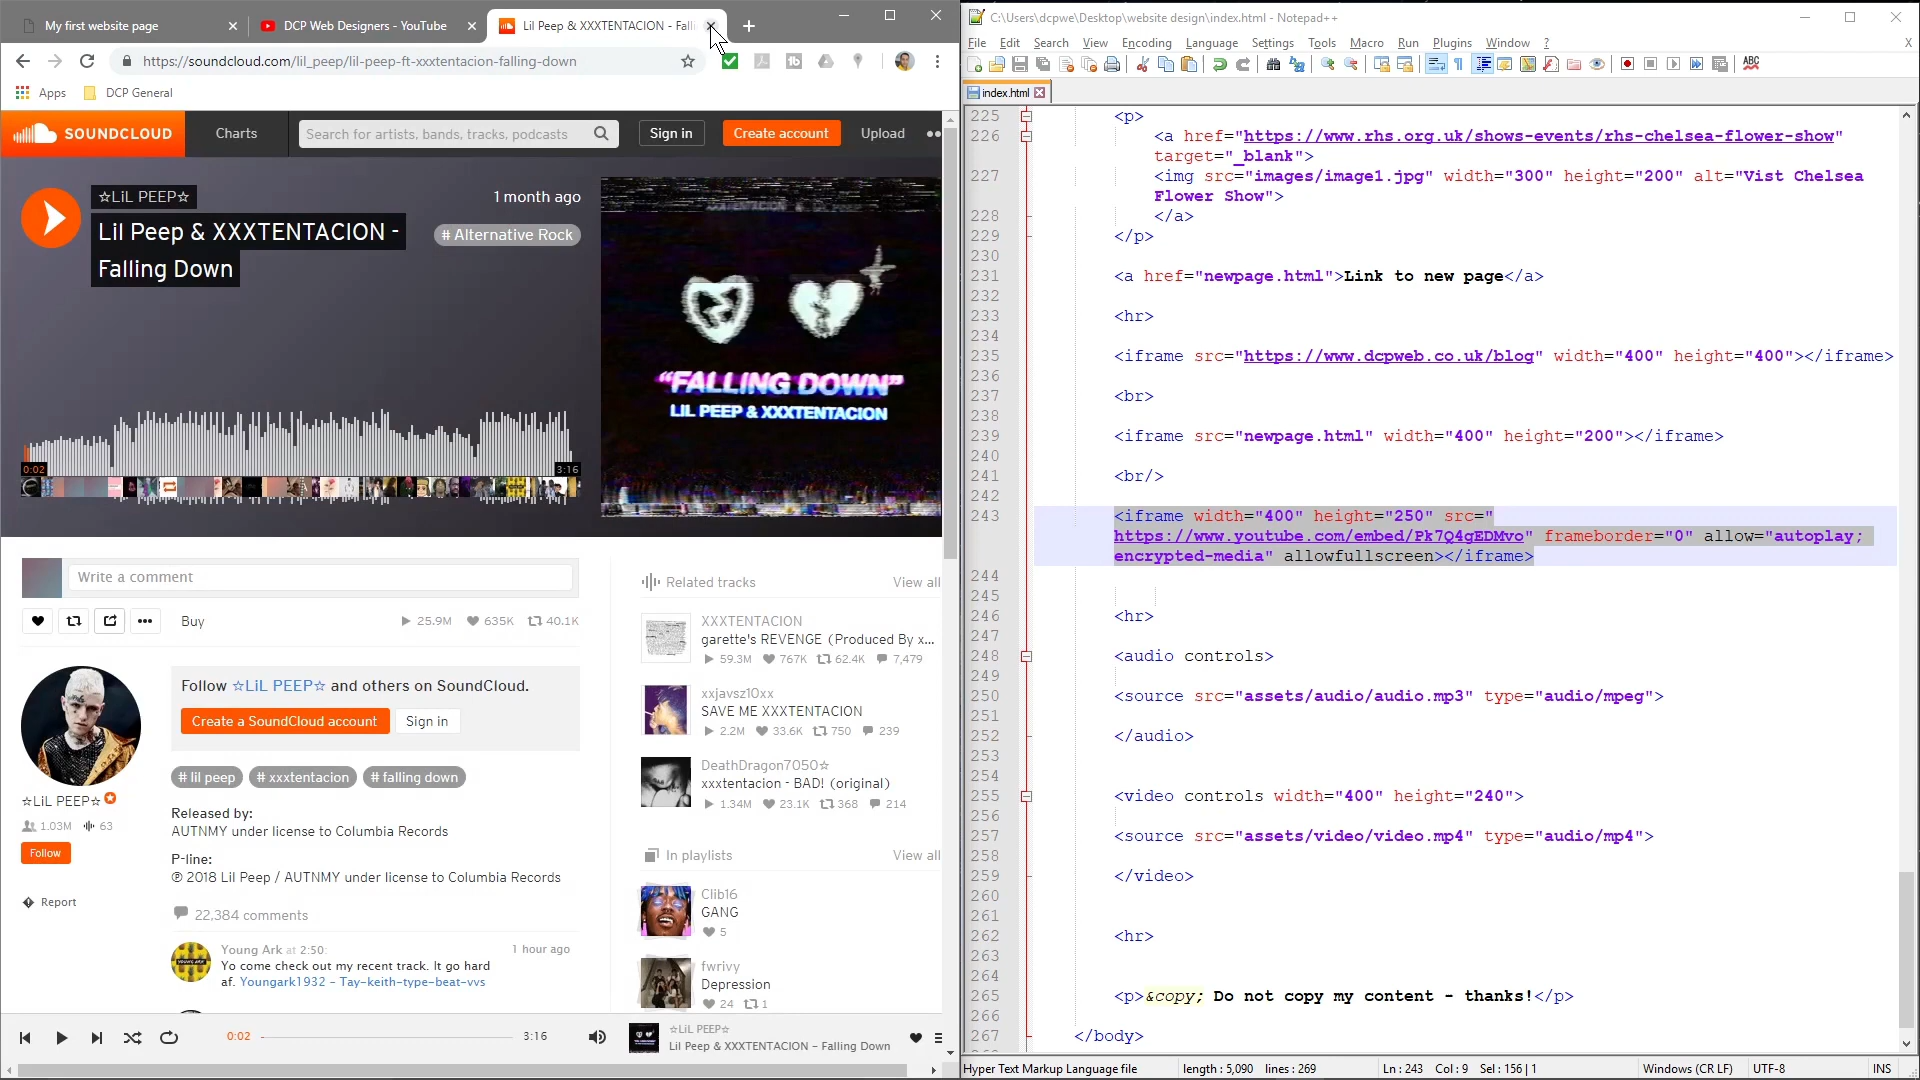 My first website page
DCP Web Designers - YouTube
Lil Peep & XXXTENTACION - Falli
https://soundcloud.com/lil_peep/lil-peep-ft-xxxtentacion-falling-down
Apps
DCP General
SOUNDCLOUD
Charts
Search for artists, bands, tracks, podcasts
Sign in
Create account
Upload
☆LiL PEEP☆
1 month ago
Lil Peep & XXXTENTACION -
Falling Down
# Alternative Rock
"FALLING DOWN"
LIL PEEP & XXXTENTACION
0:02
3:16
Write a comment
Buy
25.9M
635K
40.1K
Follow ☆LiL PEEP☆ and others on SoundCloud.
Create a SoundCloud account
Sign in
# lil peep
# xxxtentacion
# falling down
☆LiL PEEP☆
1.03M
63
Follow
Report
Released by:
AUTNMY under license to Columbia Records
P-line:
℗ 2018 Lil Peep / AUTNMY under license to Columbia Records
22,384 comments
Young Ark at 2:50:
1 hour ago
Yo come check out my recent track. It go hard
af. Youngark1932 - Tay-keith-type-beat-vvs
Related tracks
View all
XXXTENTACION
garette's REVENGE (Produced By x...
59.3M
767K
62.4K
7,479
xxjavsz10xx
SAVE ME XXXTENTACION
2.2M
33.6K
750
239
DeathDragon7050☆
xxxtentacion - BAD! (original)
1.34M
23.1K
368
214
In playlists
View all
Clib16
GANG
5
fwrivy
Depression
24
1
0:02
3:16
☆LiL PEEP☆
Lil Peep & XXXTENTACION - Falling Down
C:\Users\dcpwe\Desktop\website design\index.html - Notepad++
File Edit Search View Encoding Language Settings Tools Macro Run Plugins Window ?
X
ABC
index.html
225 <p>
226 <a href="https://www.rhs.org.uk/shows-events/rhs-chelsea-flower-show"
target="_blank">
227 <img src="images/image1.jpg" width="300" height="200" alt="Vist Chelsea
Flower Show">
228 </a>
229 </p>
230
231 <a href="newpage.html">Link to new page</a>
232
233 <hr>
234
235 <iframe src="https://www.dcpweb.co.uk/blog" width="400" height="400"></iframe>
236
237 <br>
238
239 <iframe src="newpage.html" width="400" height="200"></iframe>
240
241 <br/>
242
243 <iframe width="400" height="250" src="
https://www.youtube.com/embed/Pk7Q4gEDMvo" frameborder="0" allow="autoplay;
encrypted-media" allowfullscreen></iframe>
244
245
246 <hr>
247
248 <audio controls>
249
250 <source src="assets/audio/audio.mp3" type="audio/mpeg">
251
252 </audio>
253
254
255 <video controls width="400" height="240">
256
257 <source src="assets/video/video.mp4" type="audio/mp4">
258
259 </video>
260
261
262 <hr>
263
264
265 <p>&copy; Do not copy my content - thanks!</p>
266
267 </body>
Hyper Text Markup Language file
length : 5,090 lines : 269
Ln : 243 Col : 9 Sel : 156 | 1
Windows (CR LF)
UTF-8
INS